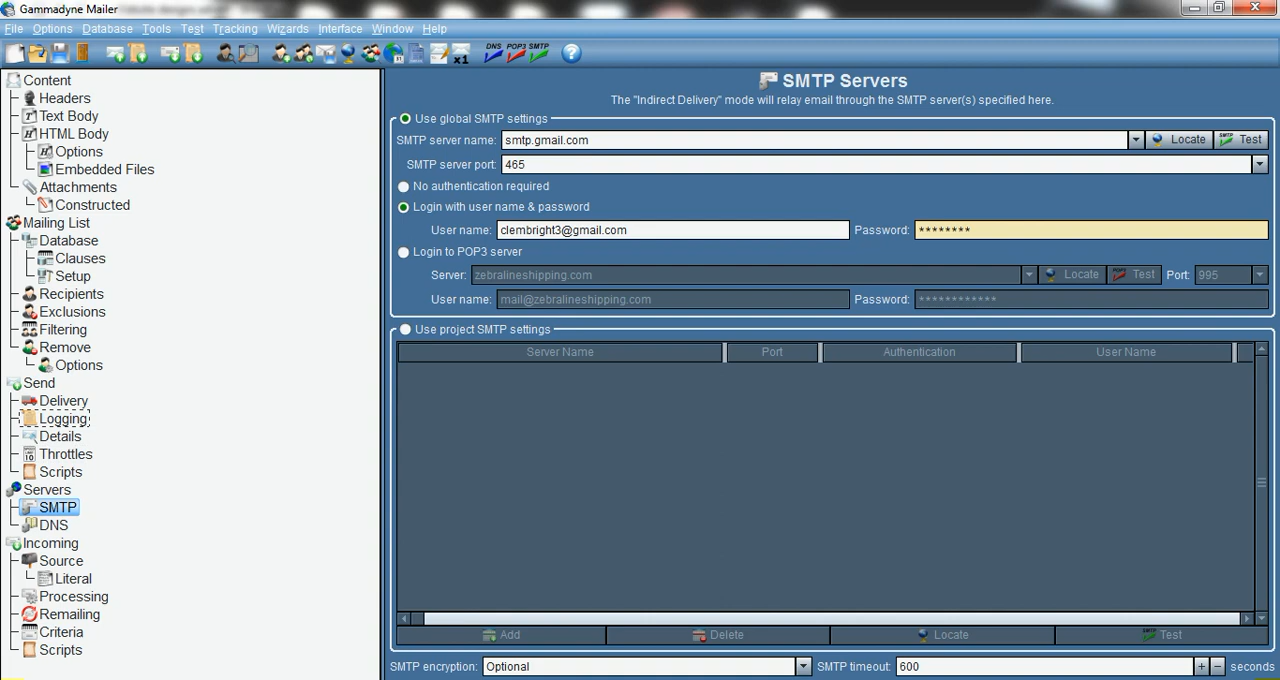 Gammadyne Mailer
File Options Database Tools Test Tracking Wizards Interface Window Help
x1 DNS POP3 SMTP ?
Content
Headers
Text Body
HTML Body
Options
Embedded Files
Attachments
Constructed
Mailing List
Database
Clauses
Setup
Recipients
Exclusions
Filtering
Remove
Options
Send
Delivery
Logging
Details
Throttles
Scripts
Servers
SMTP
DNS
Incoming
Source
Literal
Processing
Remailing
Criteria
Scripts
SMTP Servers
The "Indirect Delivery" mode will relay email through the SMTP server(s) specified here.
Use global SMTP settings
SMTP server name: smtp.gmail.com Locate SMTP Test
SMTP server port: 465
No authentication required
Login with user name & password
User name: clembright3@gmail.com Password: ********
Login to POP3 server
Server: zebralineshipping.com Locate POP3 Test Port: 995
User name: mail@zebralineshipping.com Password: ************
Use project SMTP settings
Server Name Port Authentication User Name
Add Delete Locate SMTP Test
SMTP encryption: Optional SMTP timeout: 600 + - seconds